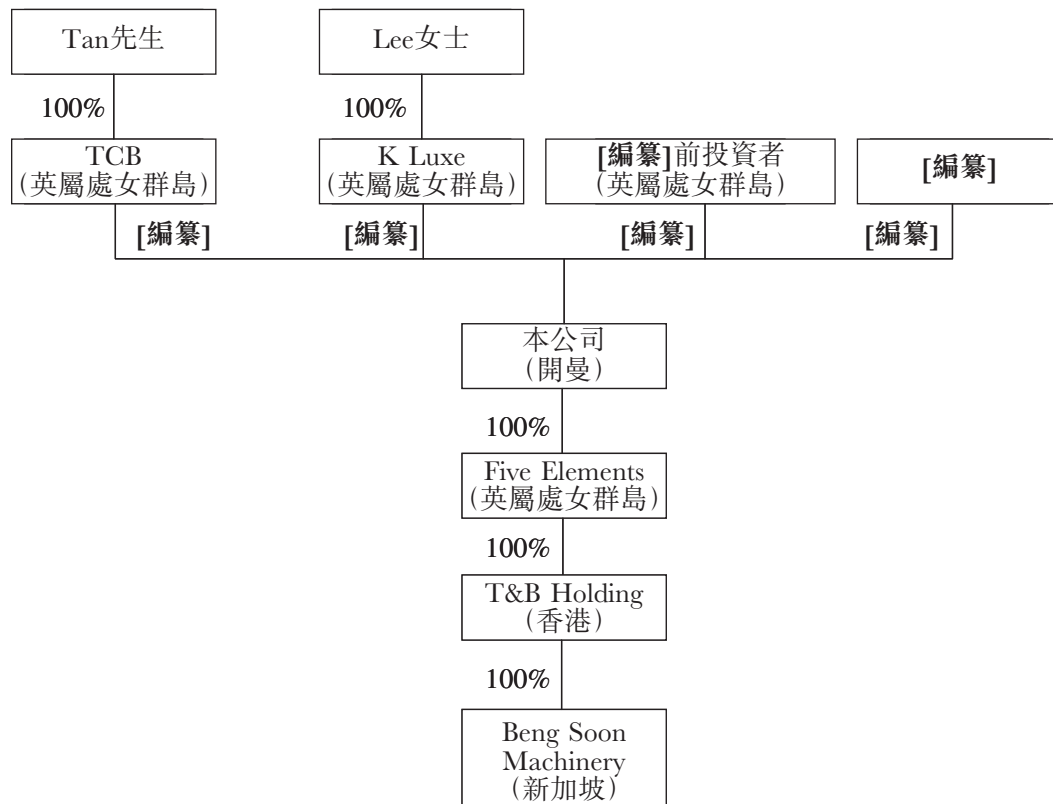 Tan先生
Lee女士
100%
100%
TCB
(英屬處女群島)
K Luxe
(英屬處女群島)
[編纂]前投資者
(英屬處女群島)
[編纂]
[編纂]
[編纂]
[編纂]
[編纂]
本公司
(開曼)
100%
Five Elements
(英屬處女群島)
100%
T&B Holding
(香港)
100%
Beng Soon
Machinery
(新加坡)